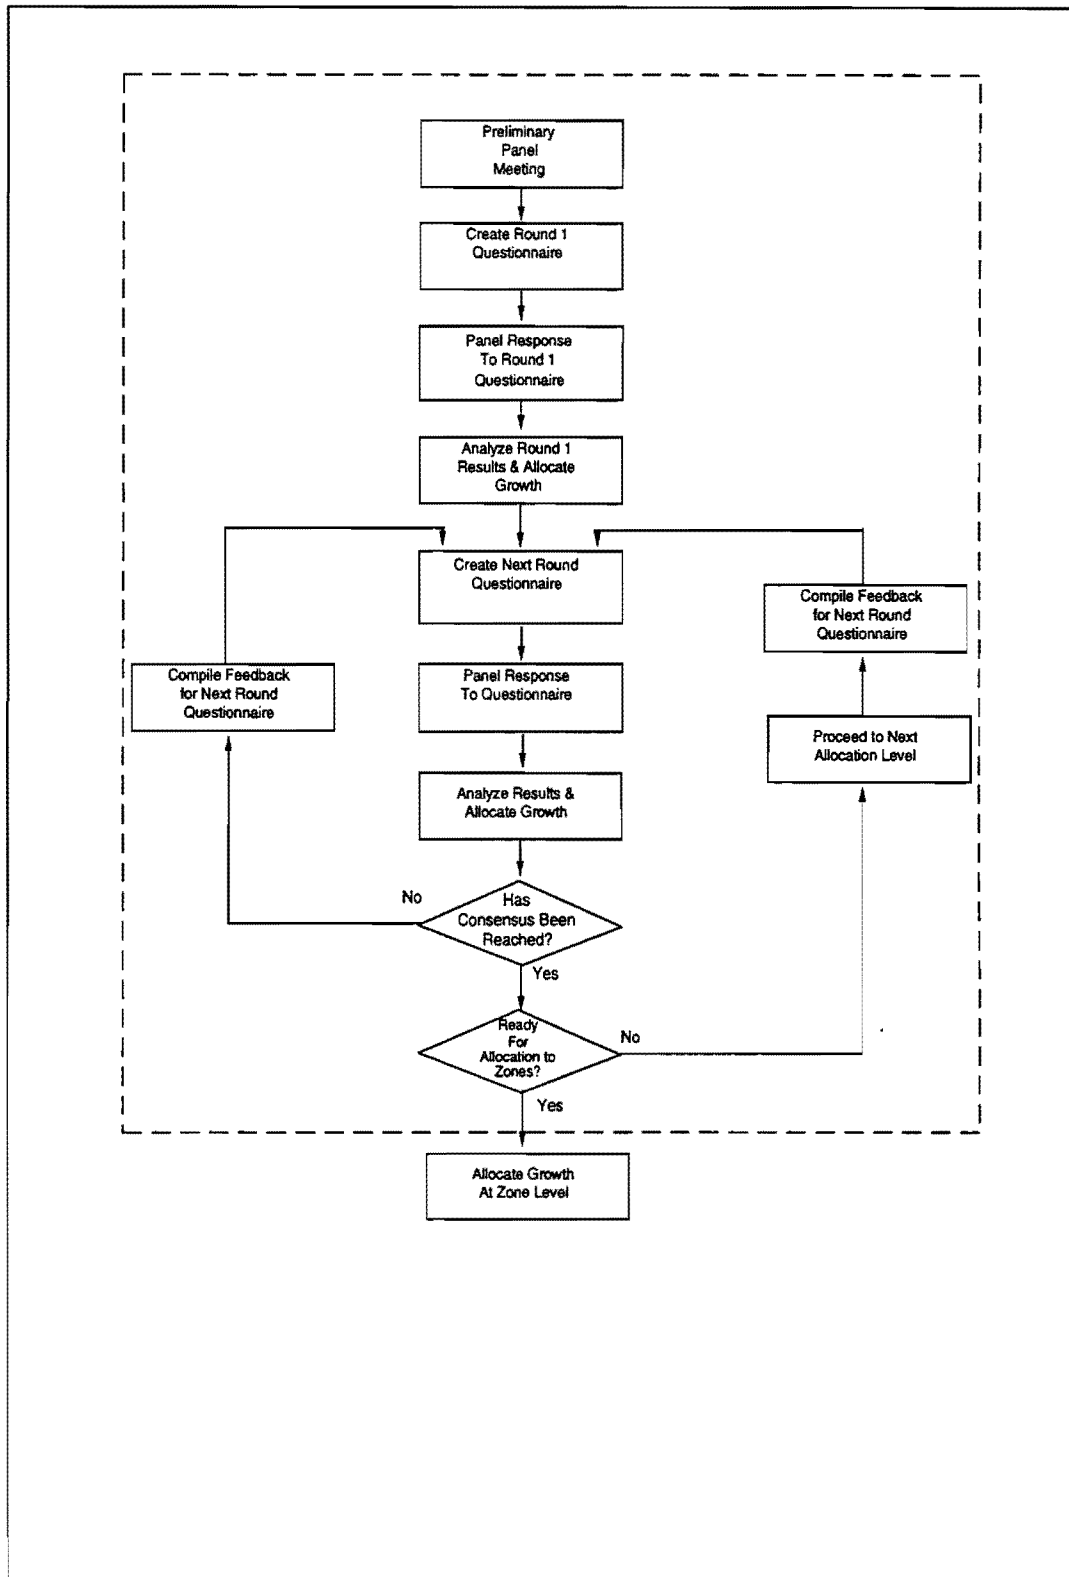 Preliminary
Panel
Meeting
Create Round 1
Questionnaire
Panel Response
To Round 1
Questionnaire
Analyze Round 1
Results & Allocate
Growth
Create Next Round
Questionnaire
Compile Feedback
for Next Round
Questionnaire
Panel Response
To Questionnaire
Compile Feedback
for Next Round
Questionnaire
Proceed to Next
Allocation Level
Analyze Results &
Allocate Growth
No
Has
Consensus Been
Reached?
Yes
Ready
For
Allocation to
Zones?
No
Yes
Allocate Growth
At Zone Level